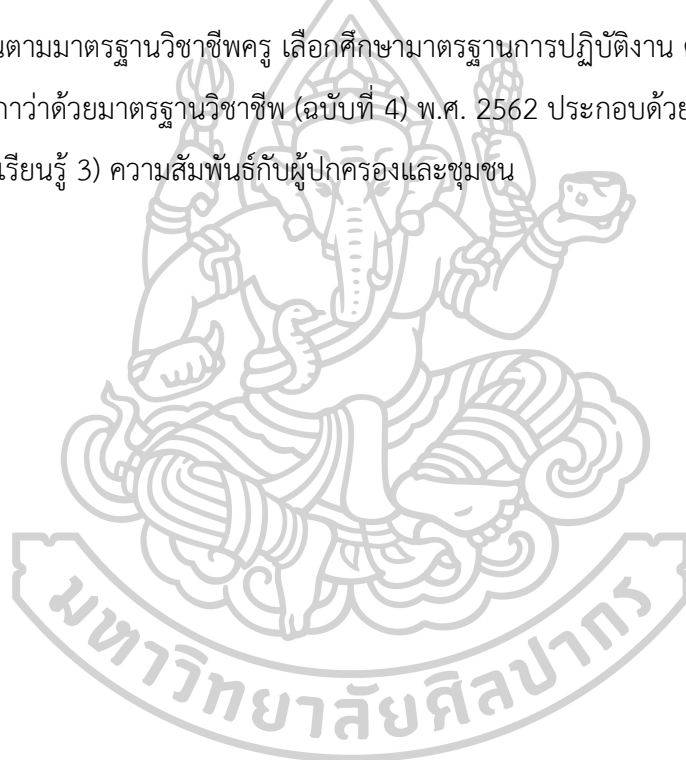 นตามมาตรฐานวิชาชีพครู เลือกศึกษามาตรฐานการปฏิบัติงาน
าว่าด้วยมาตรฐานวิชาชีพ (ฉบับที่ 4) พ.ศ. 2562 ประกอบด้วย
เรียนรู้ 3) ความสัมพันธ์กับผู้ปกครองและชุมชน
มหาวิทยาลัยศิลปากร